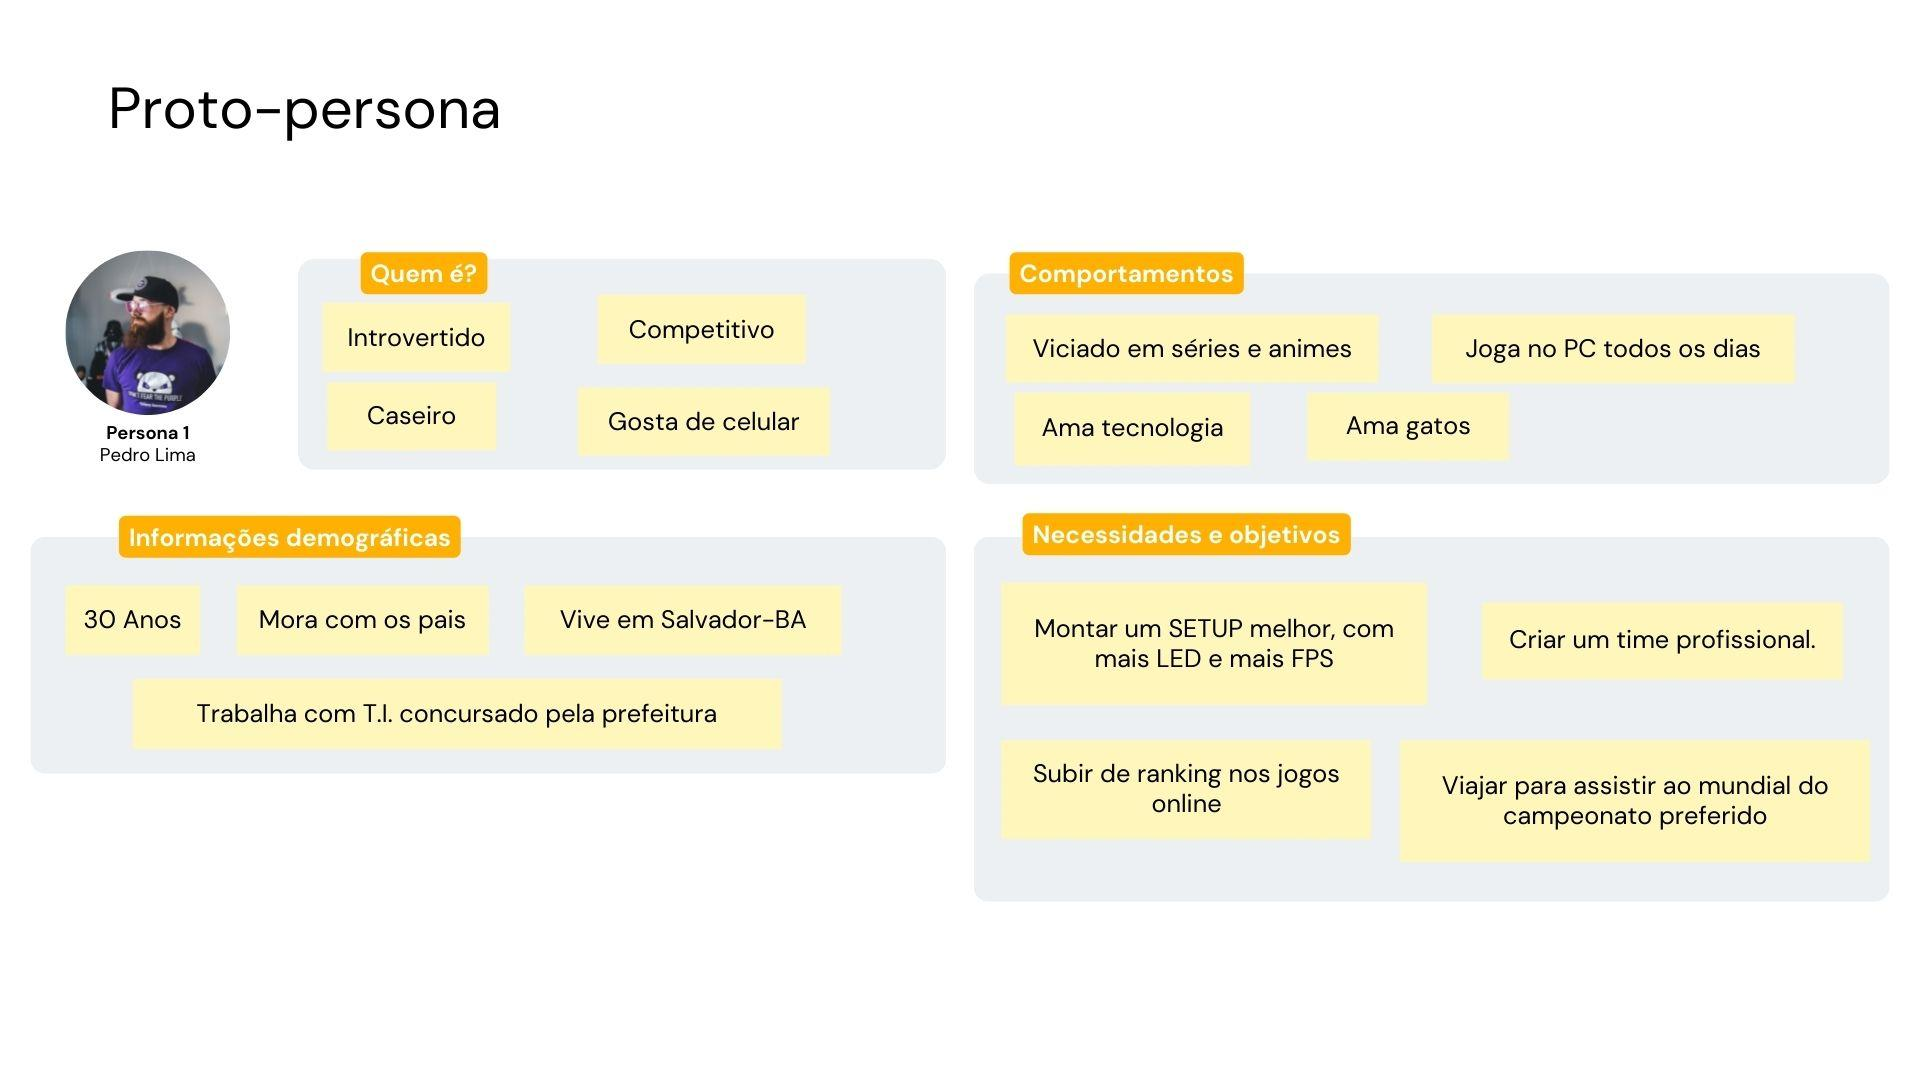 Proto-persona
Persona 1
Pedro Lima
Quem é?
Introvertido
Competitivo
Caseiro
Gosta de celular
Comportamentos
Viciado em séries e animes
Joga no PC todos os dias
Ama tecnologia
Ama gatos
Informações demográficas
30 Anos
Mora com os pais
Vive em Salvador-BA
Trabalha com T.I. concursado pela prefeitura
Necessidades e objetivos
Montar um SETUP melhor, com
mais LED e mais FPS
Criar um time profissional.
Subir de ranking nos jogos
online
Viajar para assistir ao mundial do
campeonato preferido